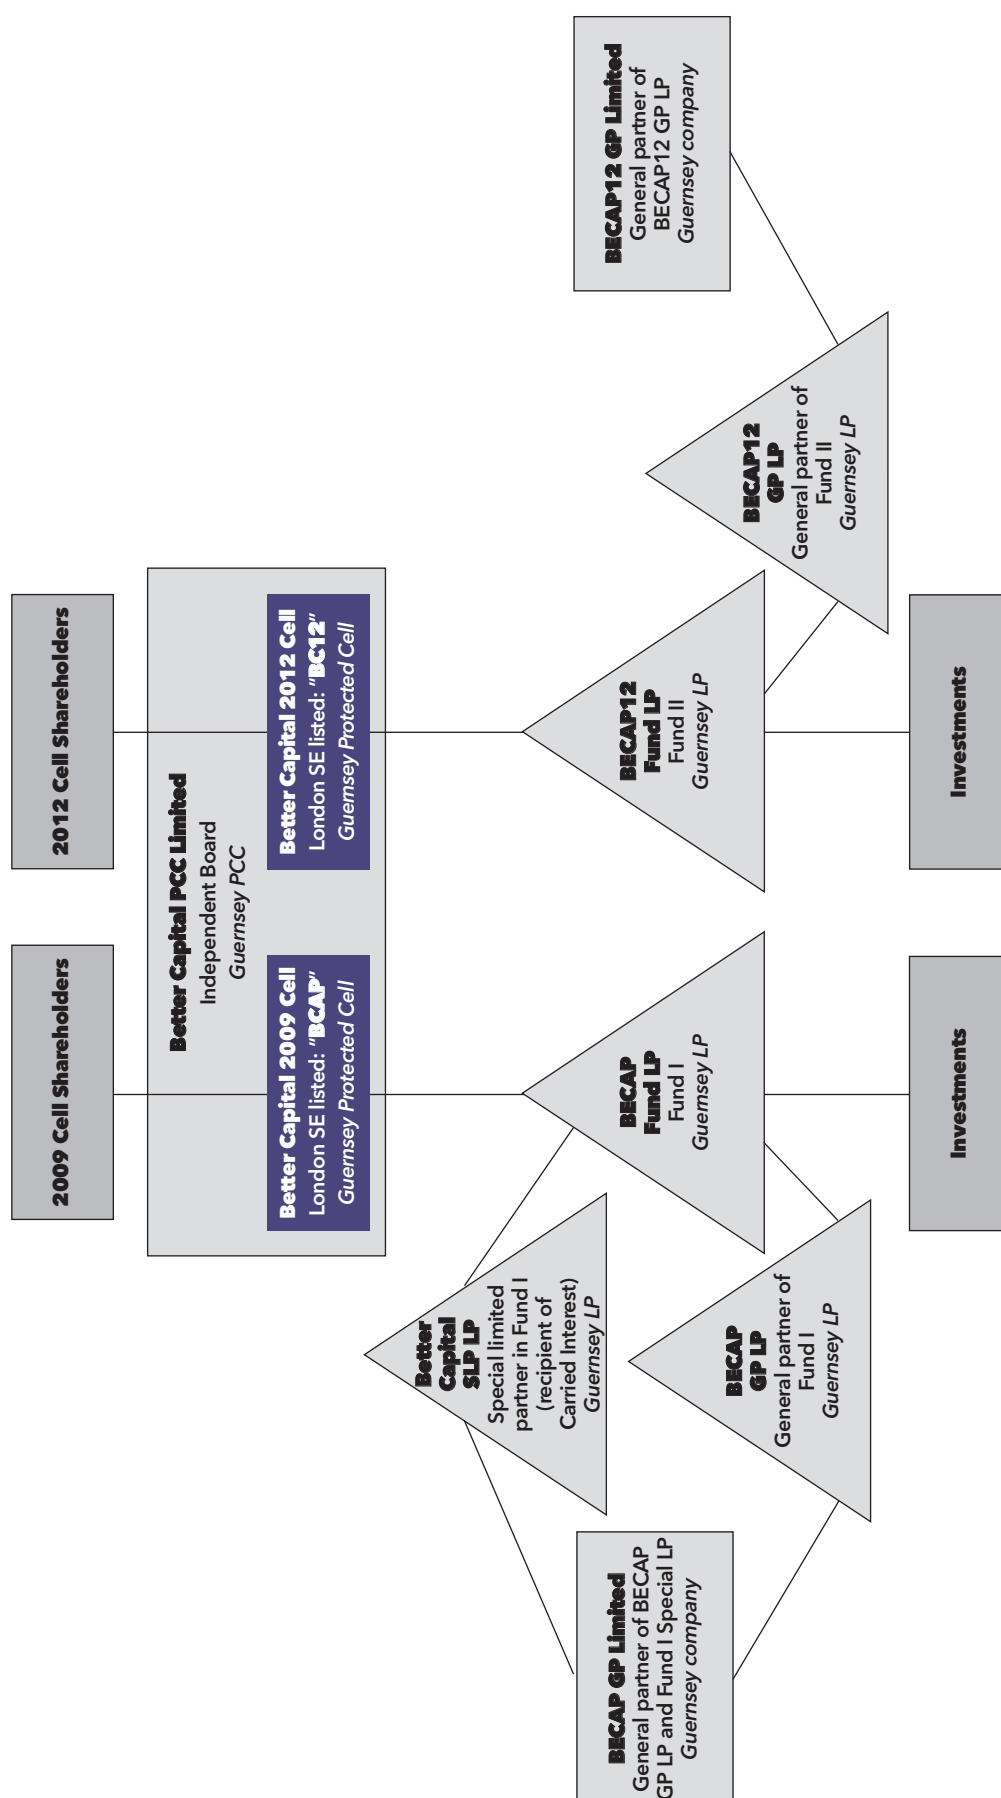 2009 Cell Shareholders
2012 Cell Shareholders
Better Capital PCC Limited
Independent Board
Guernsey PCC
Better Capital 2009 Cell
London SE listed: "BCAP"
Guernsey Protected Cell
Better Capital 2012 Cell
London SE listed: "BC12"
Guernsey Protected Cell
Better
Capital
SLP LP
Special limited
partner in Fund I
(recipient of
Carried Interest)
Guernsey LP
BECAP
Fund LP
Fund I
Guernsey LP
BECAP12
Fund LP
Fund II
Guernsey LP
BECAP GP Limited
General partner of BECAP
GP LP and Fund I Special LP
Guernsey company
BECAP
GP LP
General partner of
Fund I
Guernsey LP
BECAP12
GP LP
General partner of
Fund II
Guernsey LP
BECAP12 GP Limited
General partner of
BECAP12 GP LP
Guernsey company
Investments
Investments